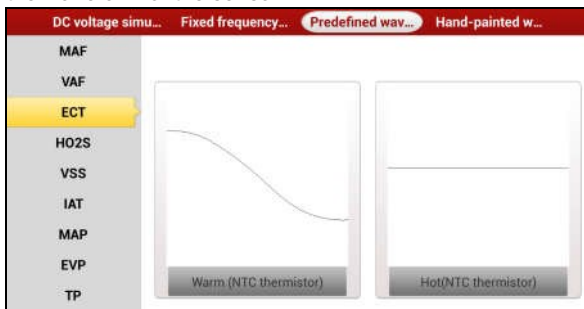 DC voltage simu... Fixed frequency... Predefined wav... Hand-painted w...
MAF
VAF
ECT
HO2S
VSS
IAT
MAP
EVP
TP
Warm (NTC thermistor) Hot(NTC thermistor)